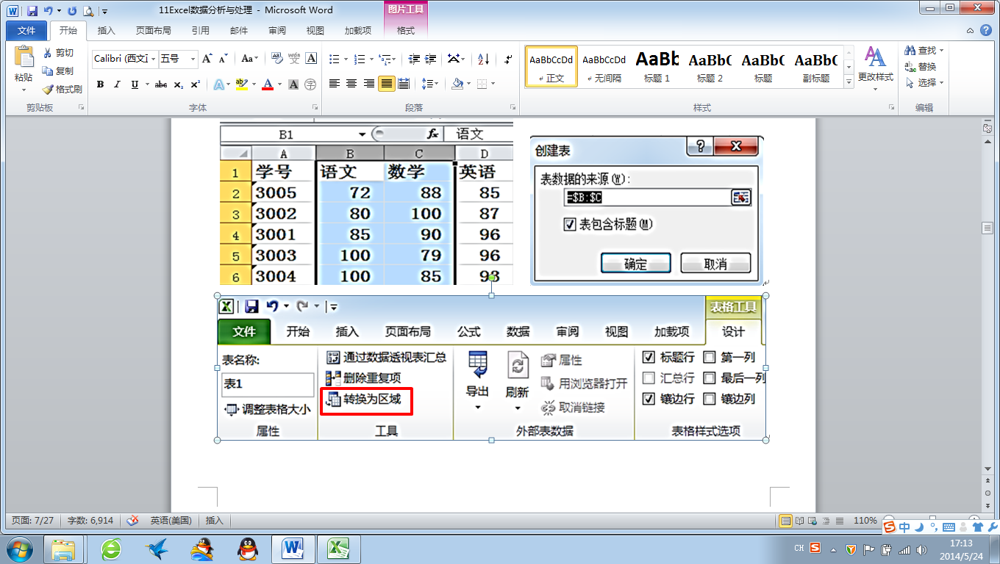 11Excel数据分析与处理 - Microsoft Word
图片工具
文件 开始 插入 页面布局 引用 邮件 审阅 视图 加载项 格式
粘贴 剪切 复制 格式刷
剪贴板
Calibri (西文 五号
B I U abc x₂ x² A ab A A 字
字体
段落
AaBbCcDd AaBbCcDd AaBb AaBbC AaBbC AaBbC
正文 无间隔 标题 1 标题 2 标题 副标题
更改样式
样式
查找 替换 选择
编辑
B1 fx 语文
A B C D
1 学号 语文 数学 英语
2 3005 72 88 85
3 3002 80 100 87
4 3001 85 90 96
5 3003 100 79 96
6 3004 100 85 93
创建表
表数据的来源(W):
=$B:$C
表包含标题(M)
确定 取消
表格工具
文件 开始 插入 页面布局 公式 数据 审阅 视图 加载项 设计
表名称:
表1
调整表格大小
属性
通过数据透视表汇总
删除重复项
转换为区域
工具
导出 刷新
属性
用浏览器打开
取消链接
外部表数据
标题行 第一列
汇总行 最后一列
镶边行 镶边列
表格样式选项
页面: 7/27 字数: 6,914 英语(美国) 插入 110%
中
CH
17:13
2014/5/24